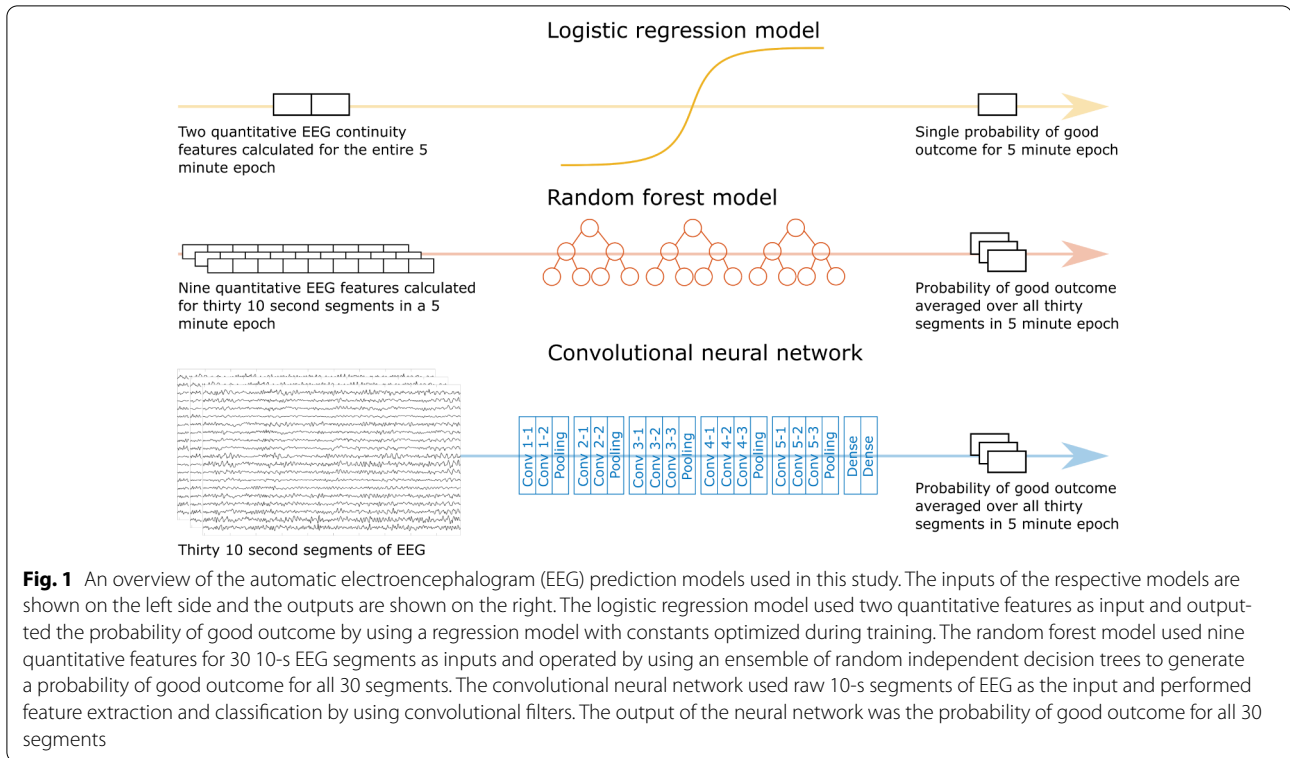 Logistic regression model
Two quantitative EEG continuity
features calculated for the entire 5
minute epoch
Single probability of good
outcome for 5 minute epoch
Random forest model
Nine quantitative EEG features calculated
for thirty 10 second segments in a 5
minute epoch
Probability of good outcome
averaged over all thirty
segments in 5 minute epoch
Convolutional neural network
Conv 1-1
Conv 1-2
Pooling
Conv 2-1
Conv 2-2
Pooling
Conv 3-1
Conv 3-2
Conv 3-3
Pooling
Conv 4-1
Conv 4-2
Conv 4-3
Pooling
Conv 5-1
Conv 5-2
Conv 5-3
Pooling
Dense
Dense
Probability of good outcome
averaged over all thirty
segments in 5 minute epoch
Thirty 10 second segments of EEG
Fig. 1 An overview of the automatic electroencephalogram (EEG) prediction models used in this study. The inputs of the respective models are
shown on the left side and the outputs are shown on the right. The logistic regression model used two quantitative features as input and output-
ted the probability of good outcome by using a regression model with constants optimized during training. The random forest model used nine
quantitative features for 30 10-s EEG segments as inputs and operated by using an ensemble of random independent decision trees to generate
a probability of good outcome for all 30 segments. The convolutional neural network used raw 10-s segments of EEG as the input and performed
feature extraction and classification by using convolutional filters. The output of the neural network was the probability of good outcome for all 30
segments